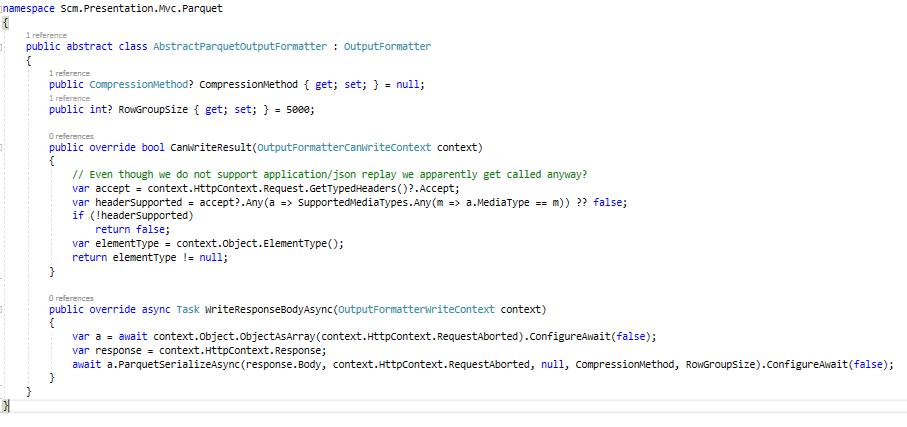 namespace Scm.Presentation.Mvc.Parquet
{
1 reference
public abstract class AbstractParquetOutputFormatter : OutputFormatter
{
1 reference
public CompressionMethod? CompressionMethod { get; set; } = null;
1 reference
public int? RowGroupSize { get; set; } = 5000;
0 references
public override bool CanWriteResult(OutputFormatterCanWriteContext context)
{
// Even though we do not support application/json replay we apparently get called anyway?
var accept = context.HttpContext.Request.GetTypedHeaders()?.Accept;
var headerSupported = accept?.Any(a => SupportedMediaTypes.Any(m => a.MediaType == m)) ?? false;
if (!headerSupported)
return false;
var elementType = context.Object.ElementType();
return elementType != null;
}
0 references
public override async Task WriteResponseBodyAsync(OutputFormatterWriteContext context)
{
var a = await context.Object.ObjectAsArray(context.HttpContext.RequestAborted).ConfigureAwait(false);
var response = context.HttpContext.Response;
await a.ParquetSerializeAsync(response.Body, context.HttpContext.RequestAborted, null, CompressionMethod, RowGroupSize).ConfigureAwait(false);
}
}
}